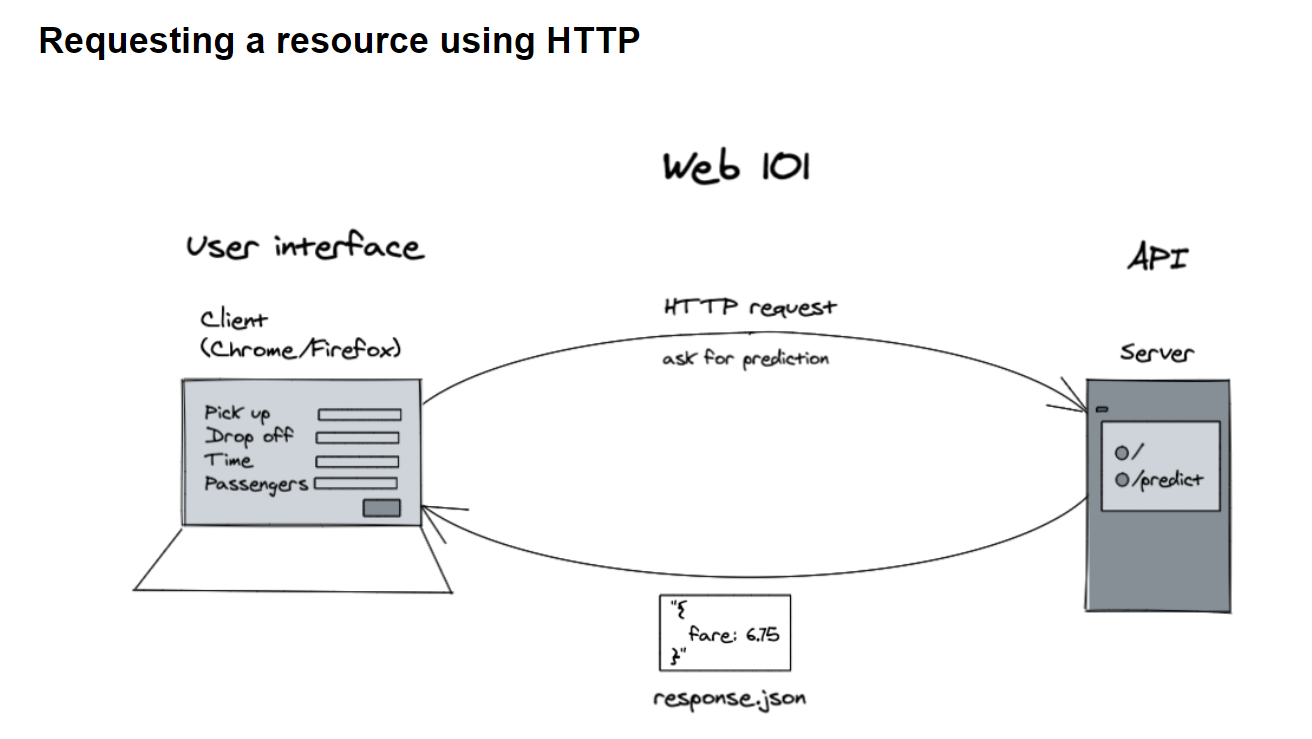 Requesting a resource using HTTP
Web 101
User interface
API
Client
(Chrome/Firefox)
HTTP request
ask for prediction
Server
Pick up
Drop off
Time
Passengers
/
/predict
"{
fare: 6.75
}"
response.json